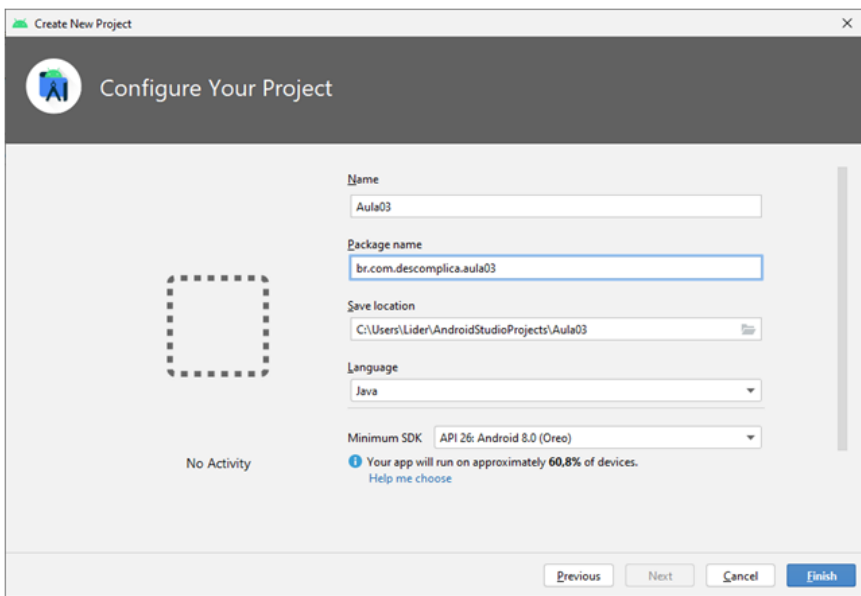 Create New Project
Configure Your Project
Name
Aula03
Package name
br.com.descomplica.aula03
Save location
C:\Users\Lider\AndroidStudioProjects\Aula03
Language
Java
Minimum SDK API 26: Android 8.0 (Oreo)
Your app will run on approximately 60,8% of devices.
Help me choose
No Activity
Previous Next Cancel Finish